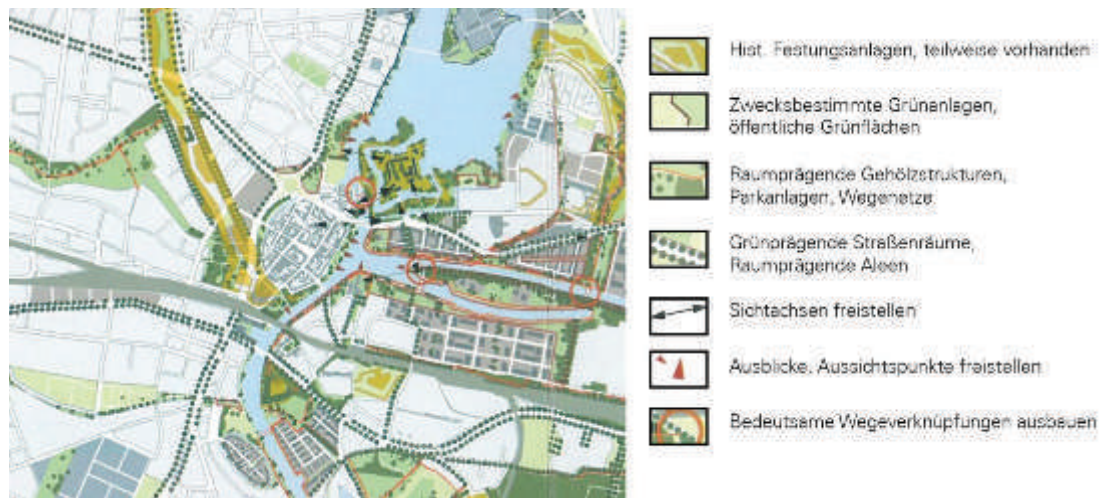 Hist. Festungsanlagen, teilweise vorhanden
Zwecksbestimmte Grünanlagen,
öffentliche Grünflächen
Raumprägende Gehölzstrukturen,
Parkanlagen, Wegenetze
Grünprägende Straßenräume,
Raumprägende Aleen
Sichtachsen freistellen
Ausblicke, Aussichtspunkte freistellen
Bedeutsame Wegeverknüpfungen ausbauen